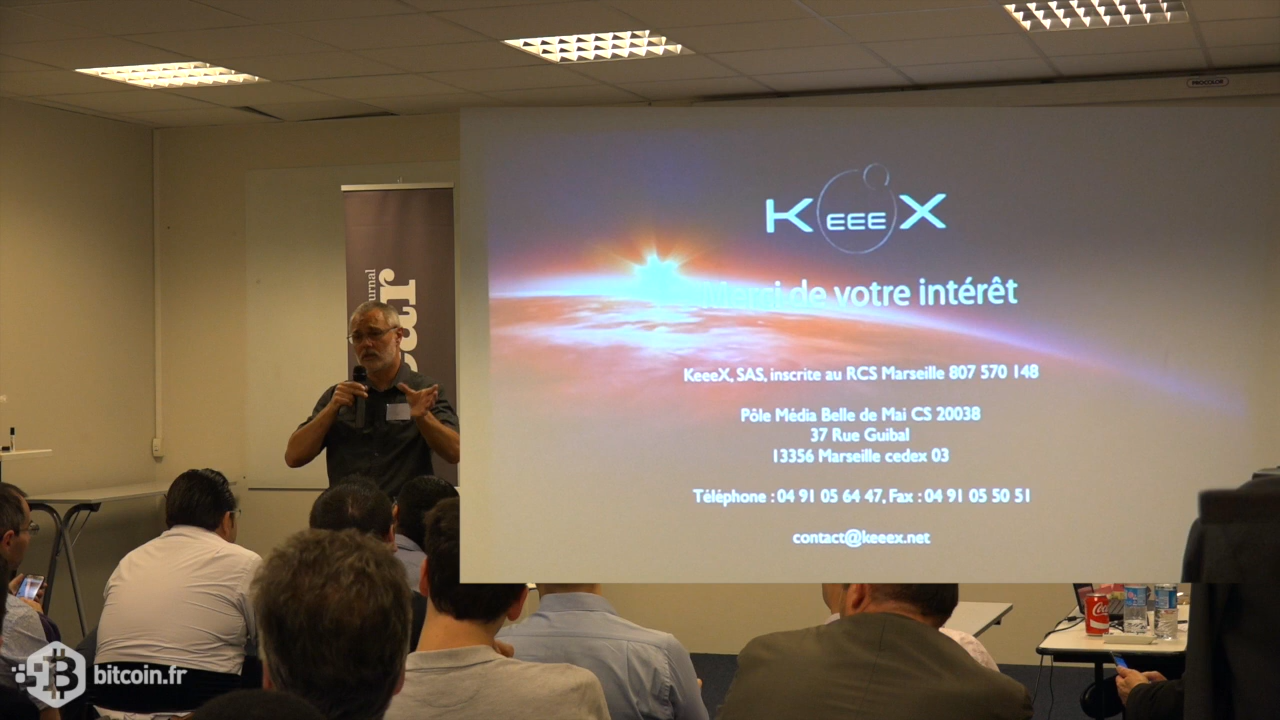 PROCOLOR
KEEEX
Merci de votre intérêt
KeeeX, SAS, inscrite au RCS Marseille 807 570 148
Pôle Média Belle de Mai CS 20038
37 Rue Guibal
13356 Marseille cedex 03
Téléphone : 04 91 05 64 47, Fax : 04 91 05 50 51
contact@keeex.net
bitcoin.fr